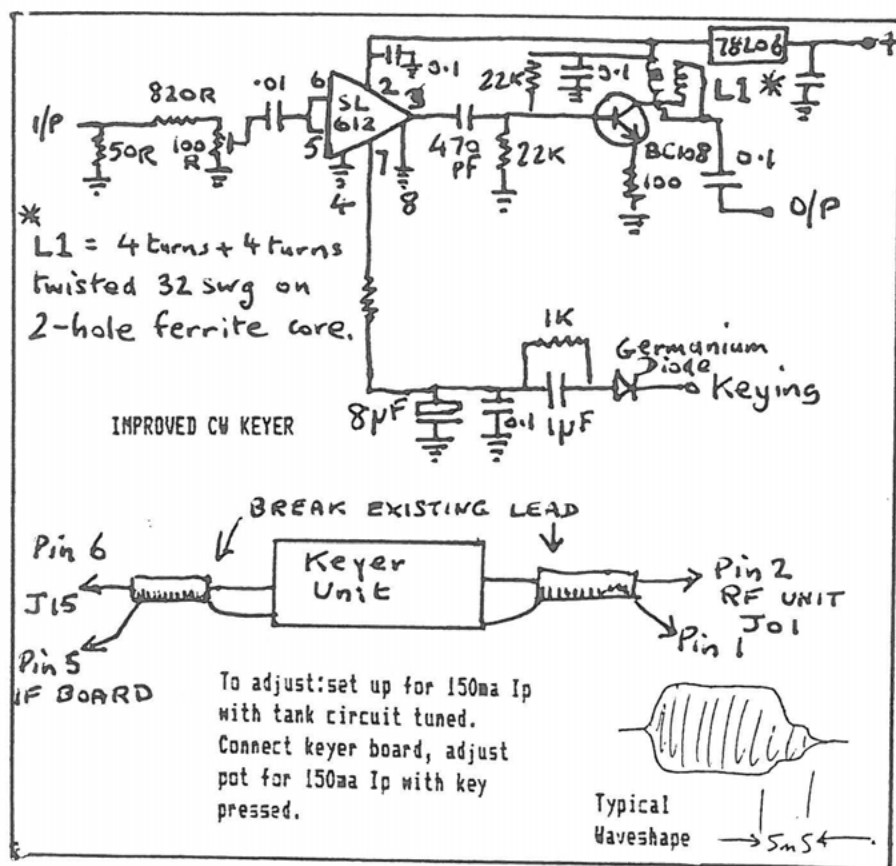 I/P
820R
50R
100
R
.01
6
5
SL
612
2
3
7
4
8
0.1
470
PF
22K
22K
0.1
BC108
100
78L06
+
L1 *
0.1
O/P
*
L1 = 4 turns + 4 turns
twisted 32 swg on
2-hole ferrite core.
1K
Germanium
Diode
Keying
8µF
0.1
1µF
IMPROVED CW KEYER
BREAK EXISTING LEAD
Pin 6
J15
Pin 5
IF BOARD
Keyer
Unit
Pin 2
RF UNIT
J01
Pin 1
To adjust:set up for 150ma Ip
with tank circuit tuned.
Connect keyer board, adjust
pot for 150ma Ip with key
pressed.
Typical
Waveshape
5mS